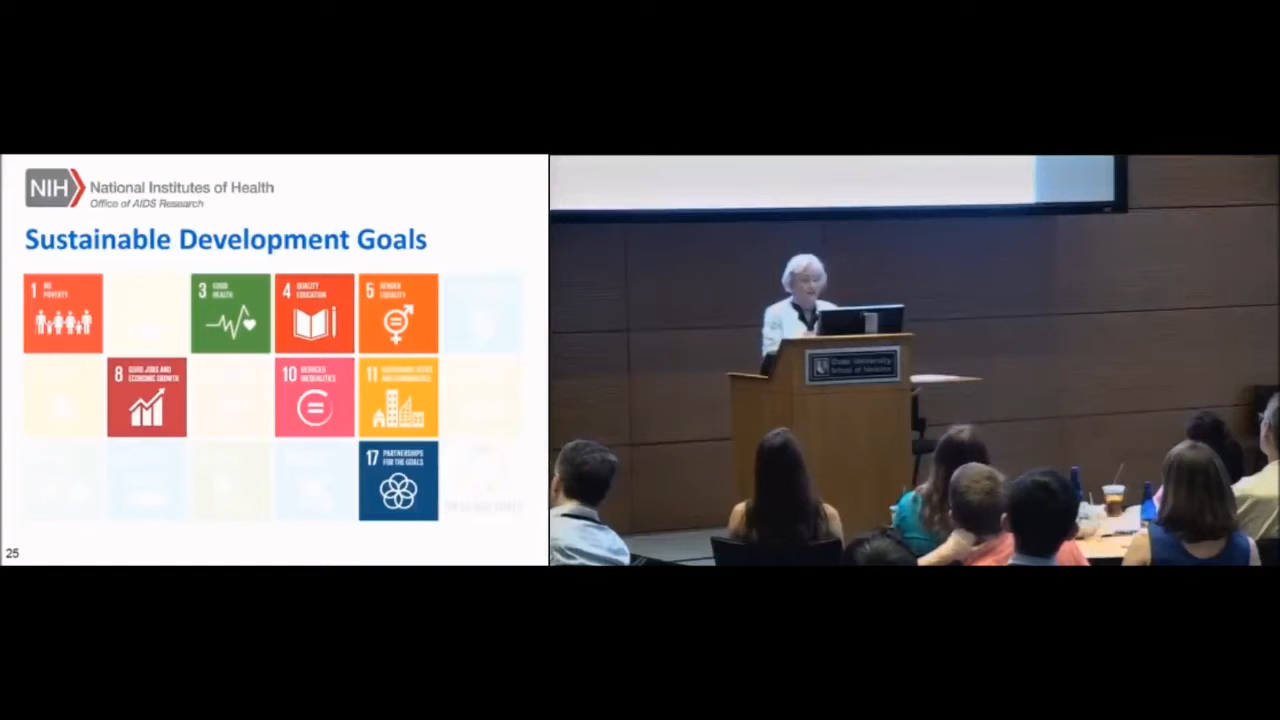 NIH National Institutes of Health
Office of AIDS Research
Sustainable Development Goals
1 NO
POVERTY
3 GOOD
HEALTH
4 QUALITY
EDUCATION
5 GENDER
EQUALITY
8 GOOD JOBS AND
ECONOMIC GROWTH
10 REDUCED
INEQUALITIES
11 SUSTAINABLE CITIES
AND COMMUNITIES
17 PARTNERSHIPS
FOR THE GOALS
25
Duke University
School of Medicine